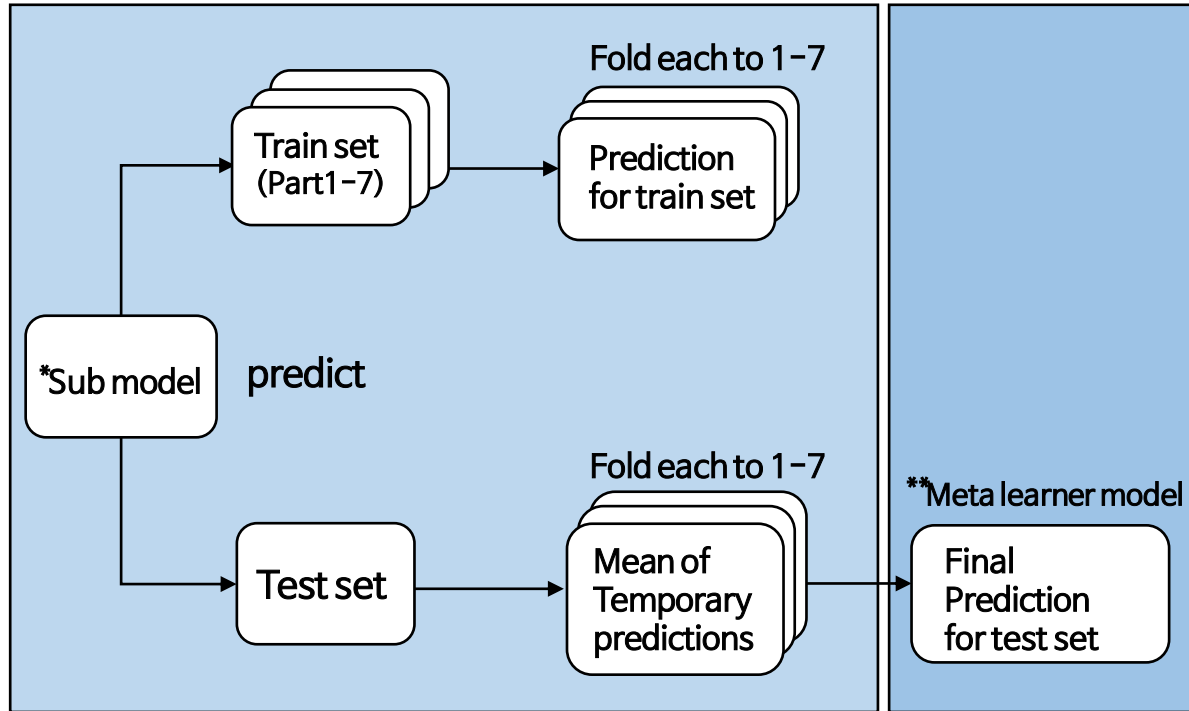 Fold each to 1-7
Train set
(Part1-7)
Prediction
for train set
*Sub model
predict
Fold each to 1-7
**Meta learner model
Test set
Mean of
Temporary
predictions
Final
Prediction
for test set